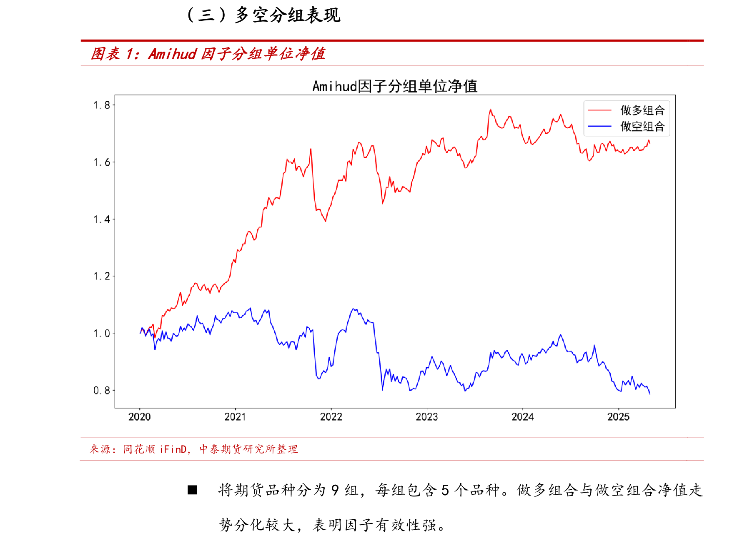 （三）多空分组表现
图表 1：Amihud 因子分组单位净值
Amihud因子分组单位净值
做多组合
做空组合
1.8
1.6
1.4
1.2
1.0
0.8
2020 2021 2022 2023 2024 2025
来源：同花顺 iFinD，中泰期货研究所整理
■ 将期货品种分为 9 组，每组包含 5 个品种。做多组合与做空组合净值走
势分化较大，表明因子有效性强。